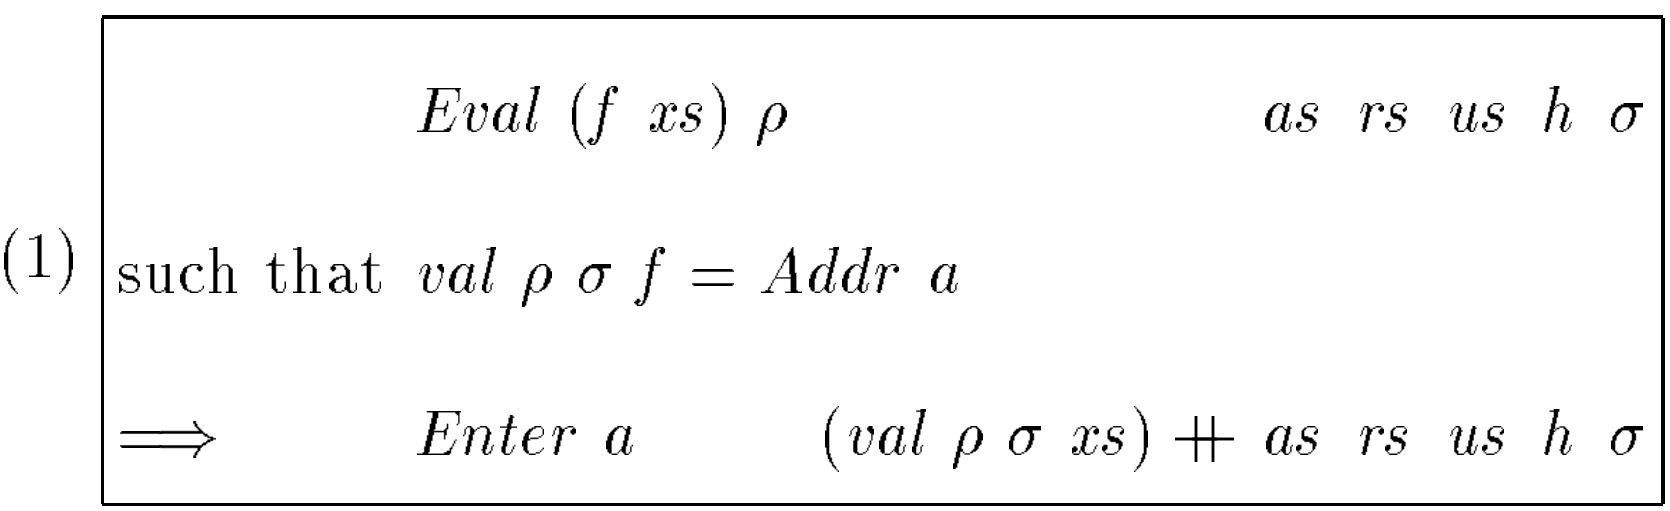 Eval (f xs) ρ as rs us h σ
(1) such that val ρ σ f = Addr a
⟹ Enter a (val ρ σ xs) ⧺ as rs us h σ